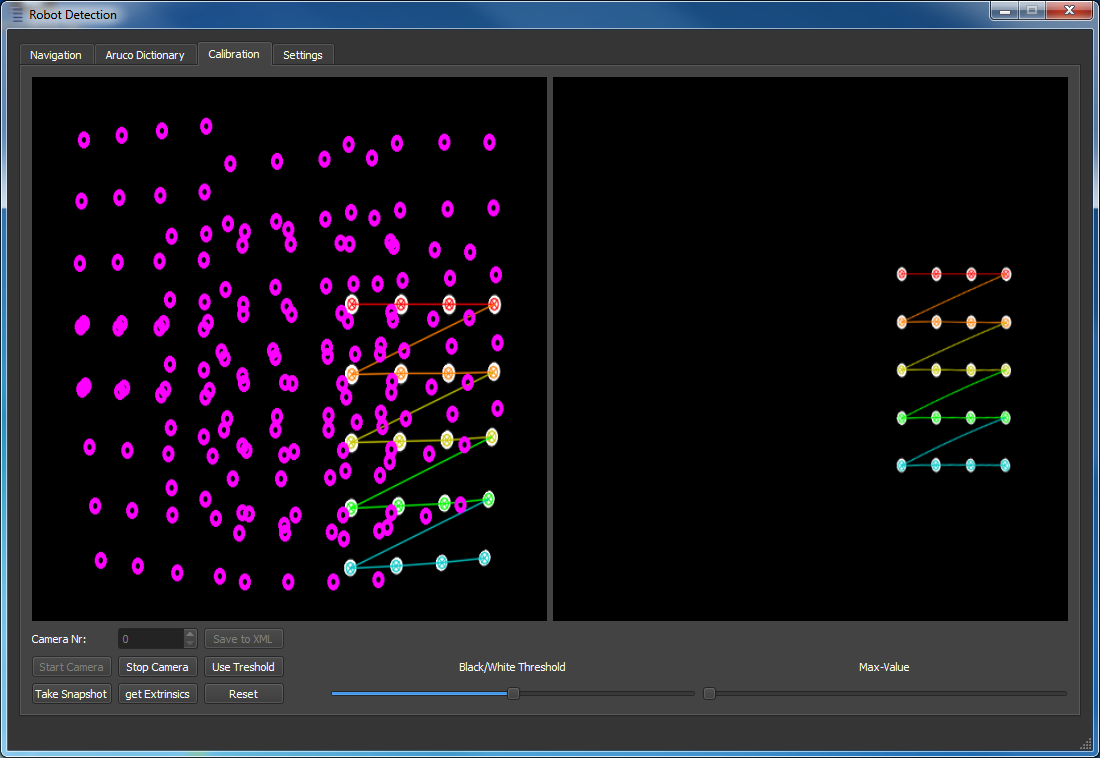 Robot Detection
Navigation Aruco Dictionary Calibration Settings
Camera Nr: 0 Save to XML
Start Camera Stop Camera Use Treshold Black/White Threshold Max-Value
Take Snapshot get Extrinsics Reset